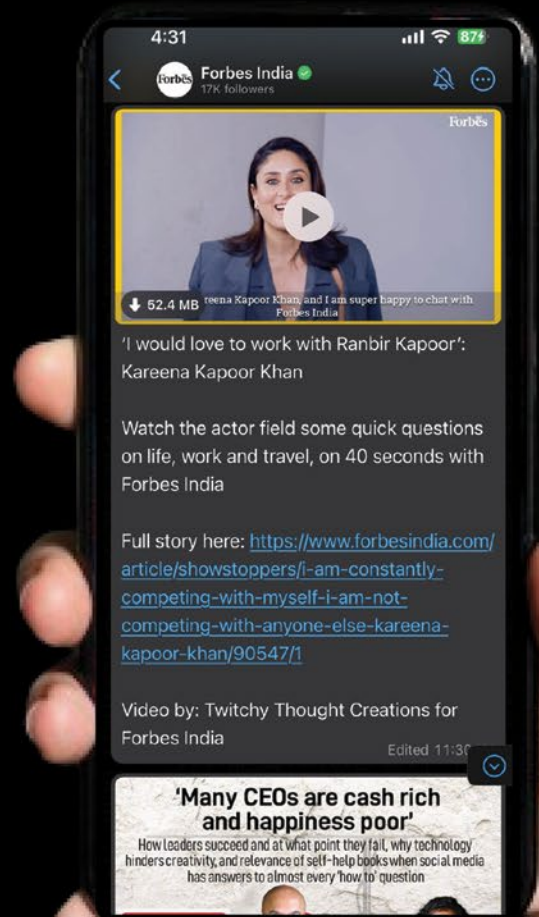 4:31
87
Forbes
Forbes India
17K followers
Forbes
52.4 MB
reena Kapoor Khan, and I am super happy to chat with
Forbes India
'I would love to work with Ranbir Kapoor':
Kareena Kapoor Khan
Watch the actor field some quick questions
on life, work and travel, on 40 seconds with
Forbes India
Full story here: https://www.forbesindia.com/
article/showstoppers/i-am-constantly-
competing-with-myself-i-am-not-
competing-with-anyone-else-kareena-
kapoor-khan/90547/1
Video by: Twitchy Thought Creations for
Forbes India
Edited 11:30
'Many CEOs are cash rich
and happiness poor'
How leaders succeed and at what point they fail, why technology
hinders creativity, and relevance of self-help books when social media
has answers to almost every 'how to' question